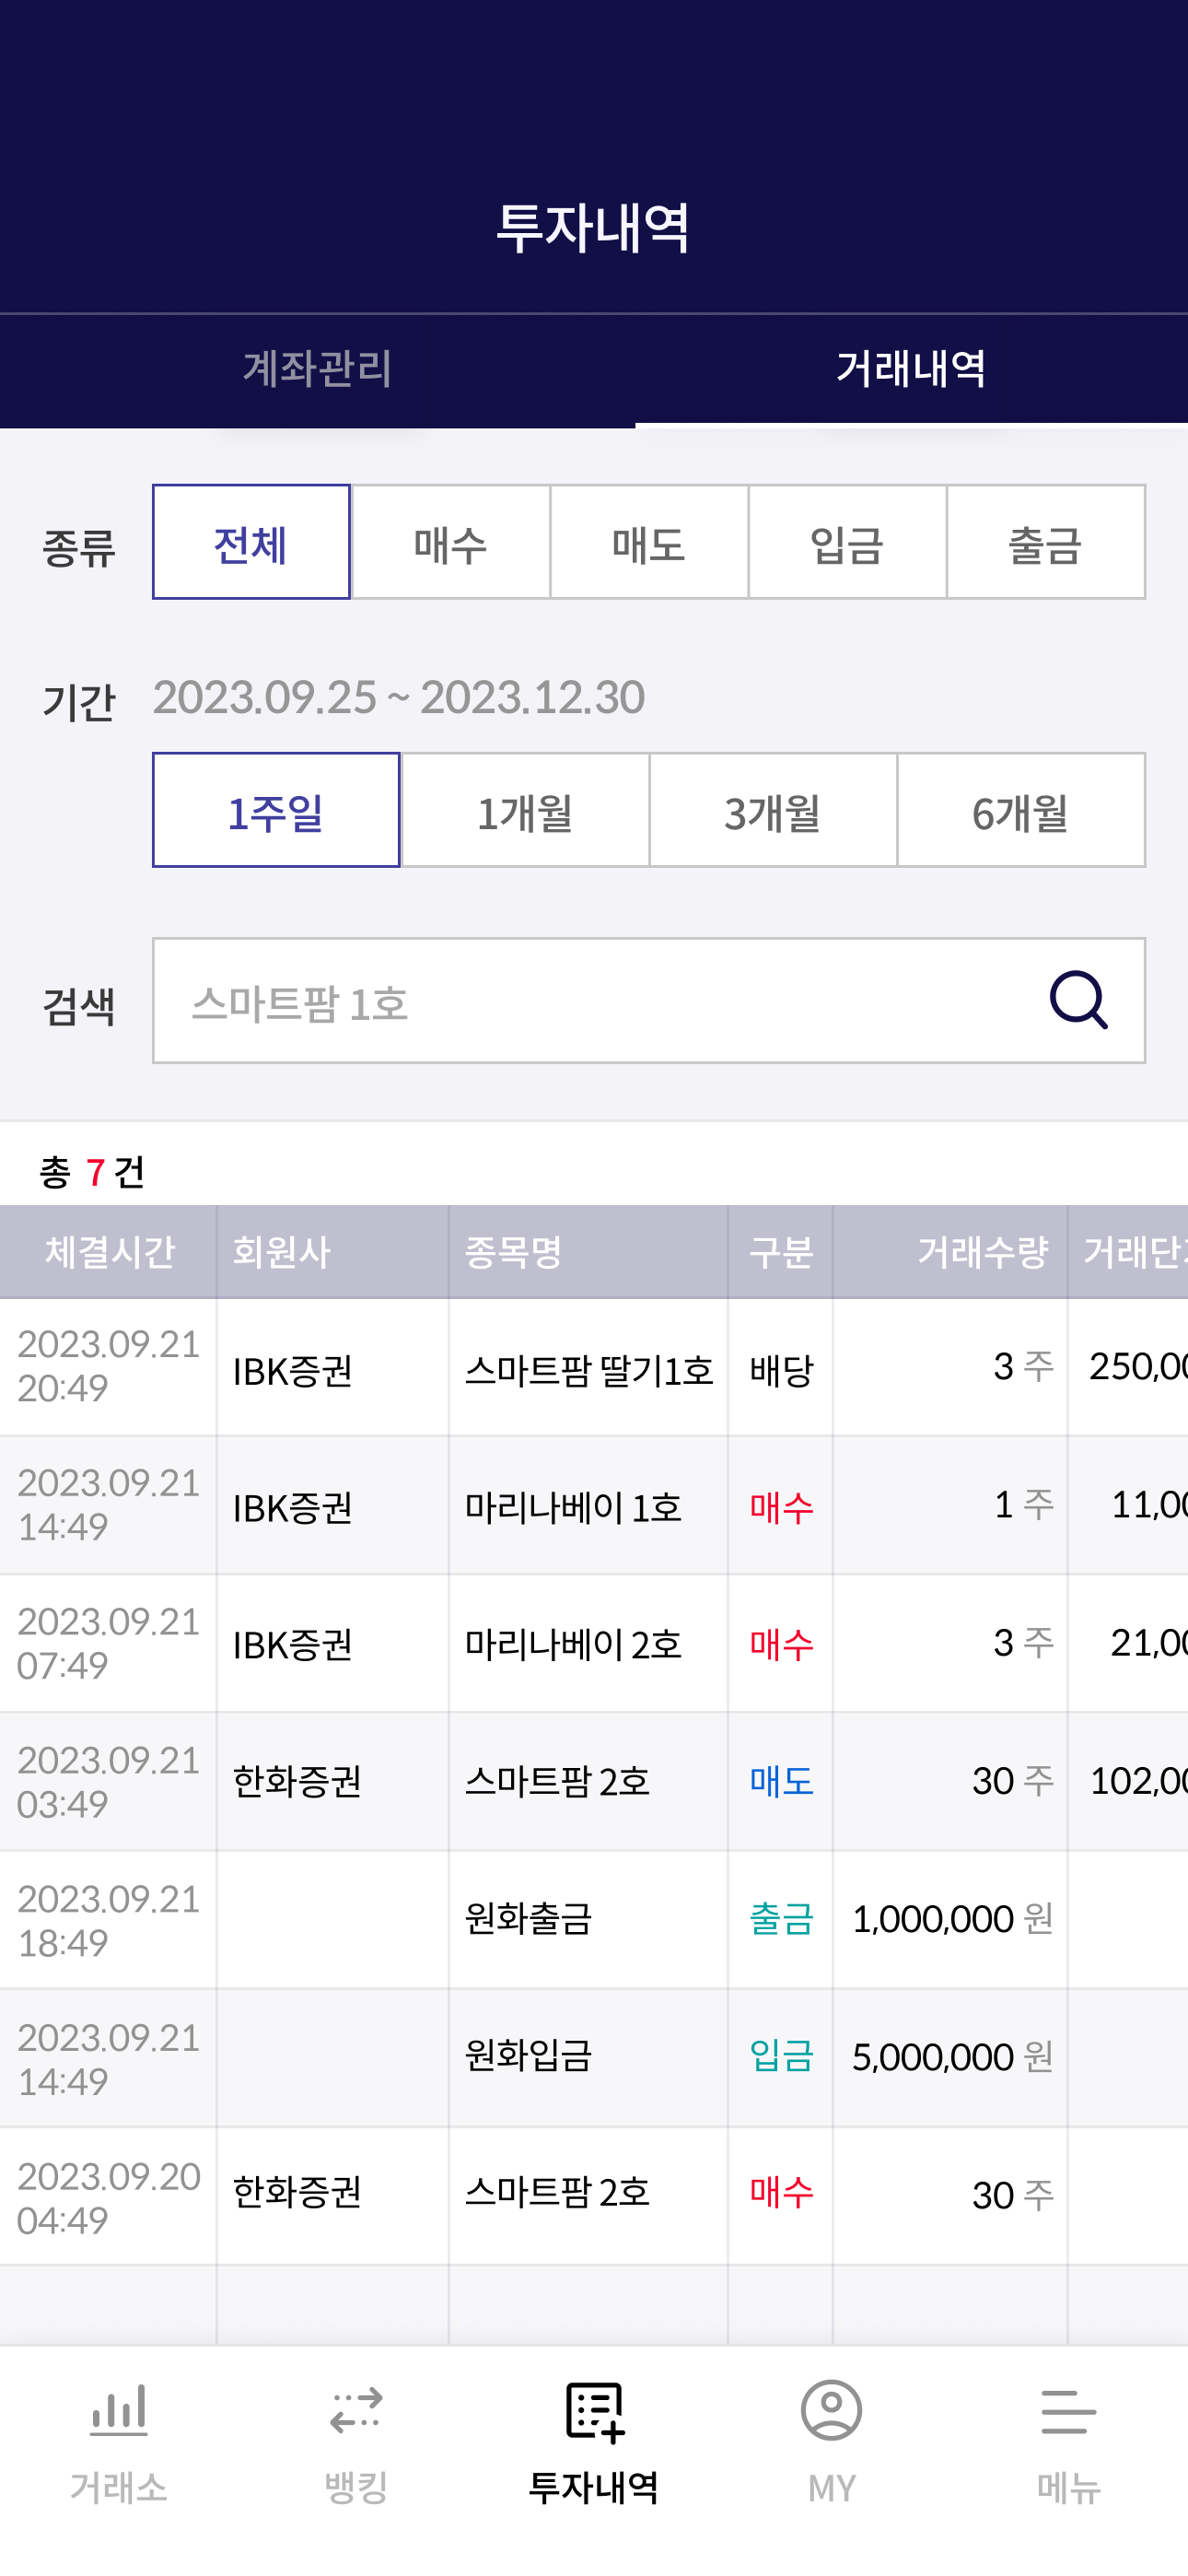 투자내역
계좌관리 거래내역
종류 전체 매수 매도 입금 출금
기간 2023.09.25 ~ 2023.12.30
1주일 1개월 3개월 6개월
검색 스마트팜 1호
총 7 건
체결시간 회원사 종목명 구분 거래수량 거래단
2023.09.21
20:49 IBK증권 스마트팜 딸기1호 배당 3 주 250,00
2023.09.21
14:49 IBK증권 마리나베이 1호 매수 1 주 11,00
2023.09.21
07:49 IBK증권 마리나베이 2호 매수 3 주 21,00
2023.09.21
03:49 한화증권 스마트팜 2호 매도 30 주 102,00
2023.09.21
18:49 원화출금 출금 1,000,000 원
2023.09.21
14:49 원화입금 입금 5,000,000 원
2023.09.20
04:49 한화증권 스마트팜 2호 매수 30 주
거래소 뱅킹 투자내역 MY 메뉴